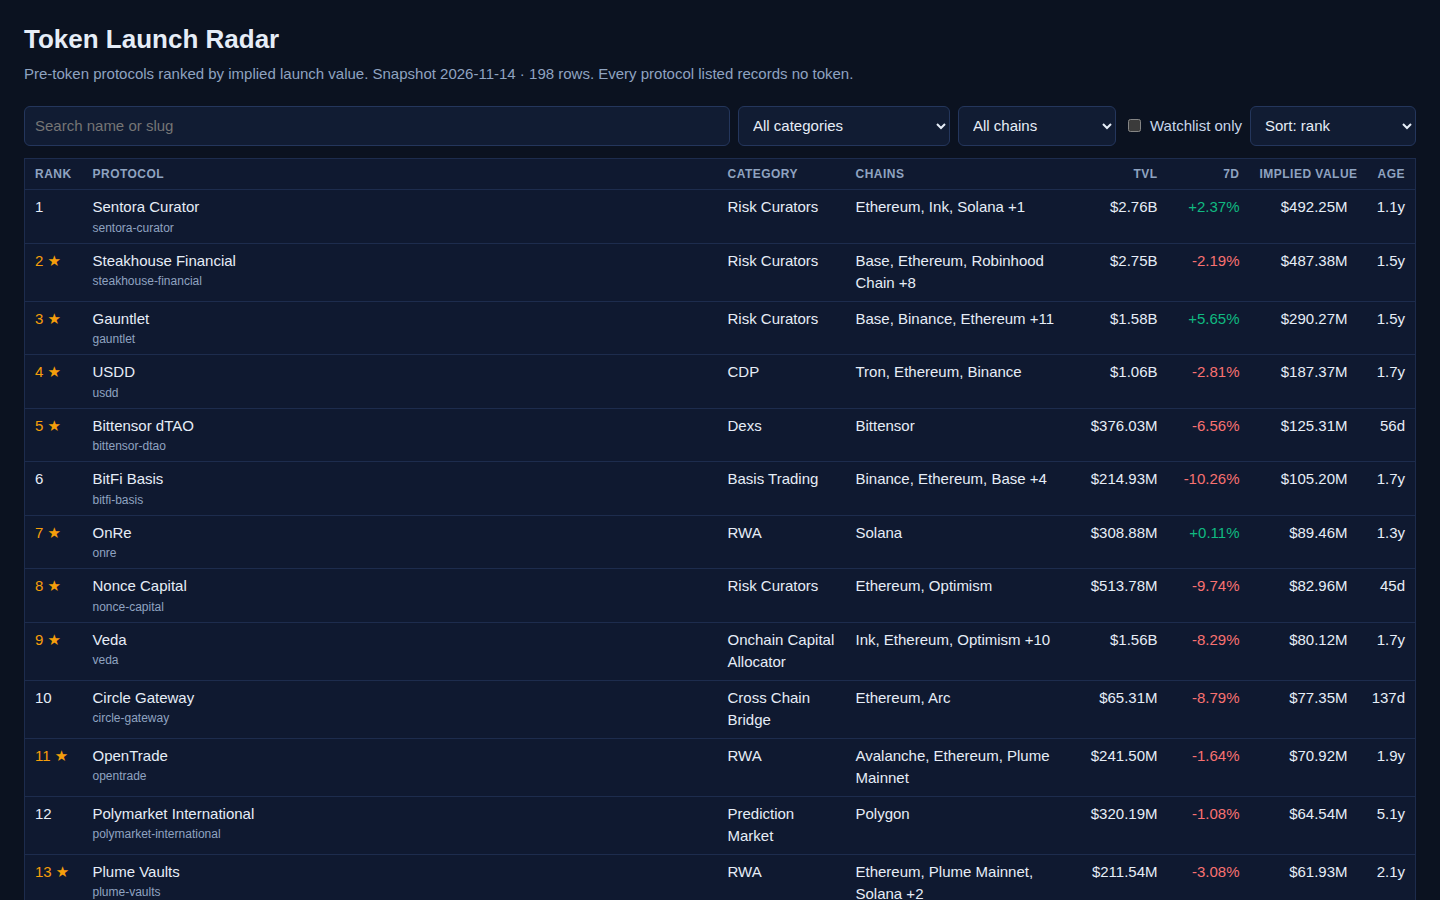 Token Launch Radar
Pre-token protocols ranked by implied launch value. Snapshot 2026-11-14 · 198 rows. Every protocol listed records no token.
Search name or slug All categories All chains Watchlist only Sort: rank
RANK PROTOCOL CATEGORY CHAINS TVL 7D IMPLIED VALUE AGE
1 Sentora Curator Risk Curators Ethereum, Ink, Solana +1 $2.76B +2.37% $492.25M 1.1y
sentora-curator
2 ★ Steakhouse Financial Risk Curators Base, Ethereum, Robinhood $2.75B -2.19% $487.38M 1.5y
steakhouse-financial Chain +8
3 ★ Gauntlet Risk Curators Base, Binance, Ethereum +11 $1.58B +5.65% $290.27M 1.5y
gauntlet
4 ★ USDD CDP Tron, Ethereum, Binance $1.06B -2.81% $187.37M 1.7y
usdd
5 ★ Bittensor dTAO Dexs Bittensor $376.03M -6.56% $125.31M 56d
bittensor-dtao
6 BitFi Basis Basis Trading Binance, Ethereum, Base +4 $214.93M -10.26% $105.20M 1.7y
bitfi-basis
7 ★ OnRe RWA Solana $308.88M +0.11% $89.46M 1.3y
onre
8 ★ Nonce Capital Risk Curators Ethereum, Optimism $513.78M -9.74% $82.96M 45d
nonce-capital
9 ★ Veda Onchain Capital Ink, Ethereum, Optimism +10 $1.56B -8.29% $80.12M 1.7y
veda Allocator
10 Circle Gateway Cross Chain Ethereum, Arc $65.31M -8.79% $77.35M 137d
circle-gateway Bridge
11 ★ OpenTrade RWA Avalanche, Ethereum, Plume $241.50M -1.64% $70.92M 1.9y
opentrade Mainnet
12 Polymarket International Prediction Polygon $320.19M -1.08% $64.54M 5.1y
polymarket-international Market
13 ★ Plume Vaults RWA Ethereum, Plume Mainnet, $211.54M -3.08% $61.93M 2.1y
plume-vaults Solana +2